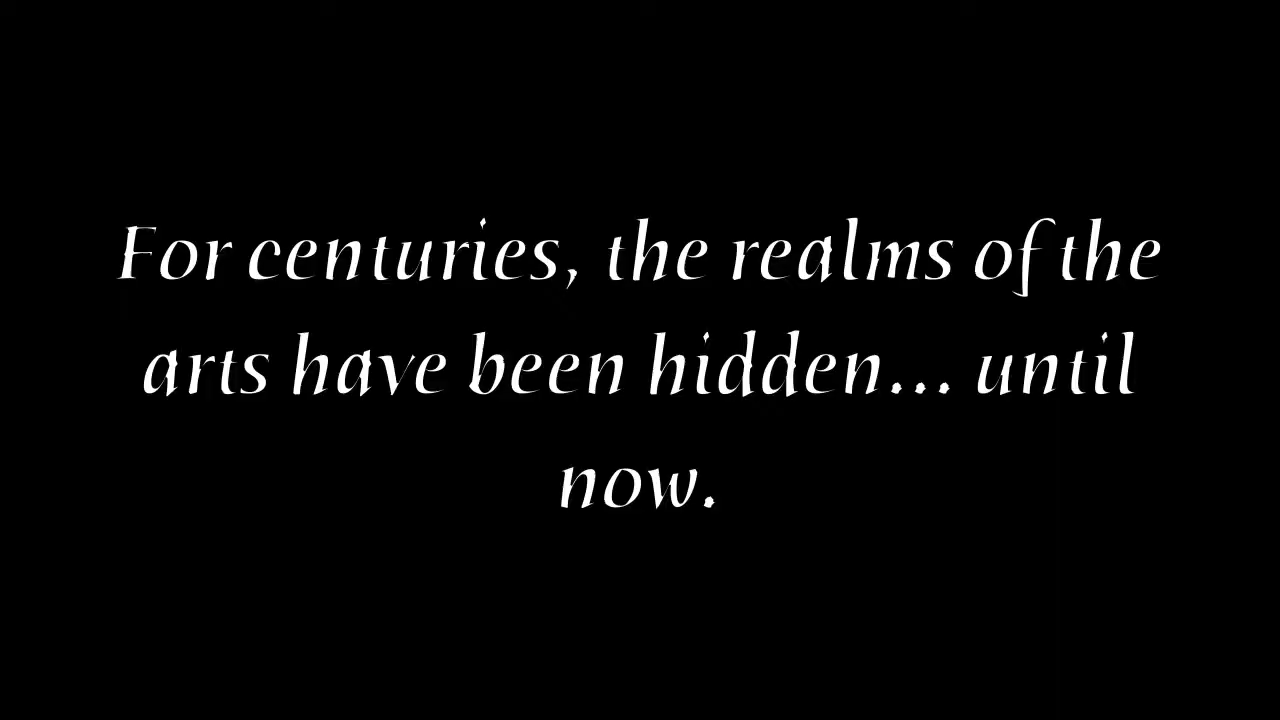 For centuries, the realms of the
arts have been hidden... until
now.